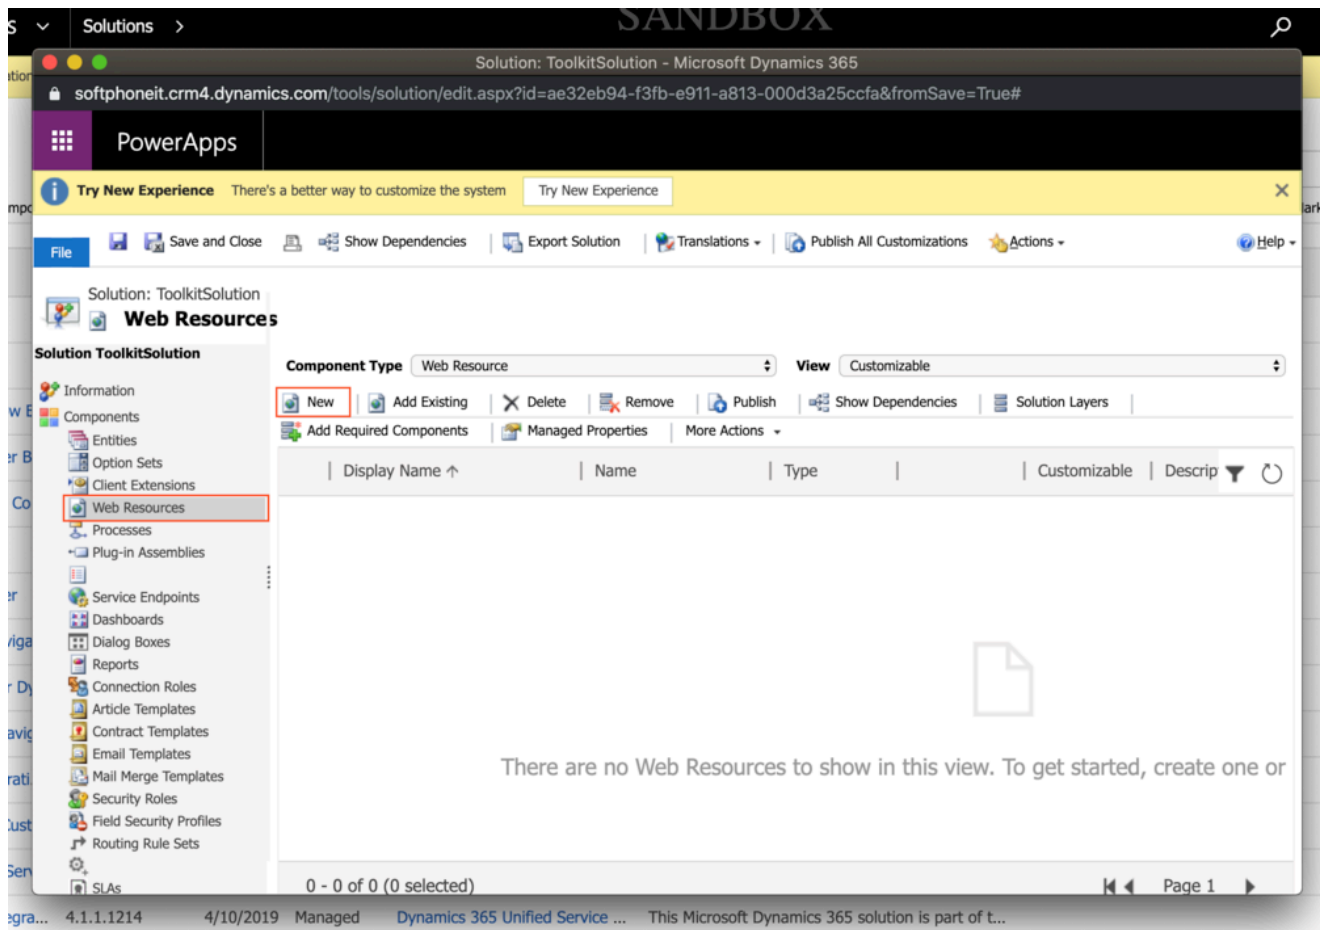 Solutions >
SANDBOX
Solution: ToolkitSolution - Microsoft Dynamics 365
softphoneit.crm4.dynamics.com/tools/solution/edit.aspx?id=ae32eb94-f3fb-e911-a813-000d3a25ccfa&fromSave=True#
PowerApps
Try New Experience There's a better way to customize the system Try New Experience
File Save and Close Show Dependencies Export Solution Translations Publish All Customizations Actions Help
Solution: ToolkitSolution
Web Resources
Solution ToolkitSolution
Component Type Web Resource View Customizable
New Add Existing Delete Remove Publish Show Dependencies Solution Layers
Add Required Components Managed Properties More Actions
Display Name ↑ Name Type Customizable Descrip
Information
Components
Entities
Option Sets
Client Extensions
Web Resources
Processes
Plug-in Assemblies
Service Endpoints
Dashboards
Dialog Boxes
Reports
Connection Roles
Article Templates
Contract Templates
Email Templates
Mail Merge Templates
Security Roles
Field Security Profiles
Routing Rule Sets
SLAs
There are no Web Resources to show in this view. To get started, create one or
0 - 0 of 0 (0 selected) Page 1
egra... 4.1.1.1214 4/10/2019 Managed Dynamics 365 Unified Service ... This Microsoft Dynamics 365 solution is part of t...